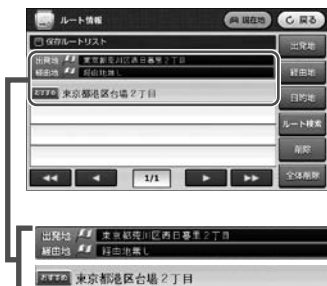 ルート情報 現在地 戻る
保存ルートリスト
出発地 東京都荒川区西日暮里2丁目
経由地 経由地無し
おすすめ 東京都港区台場2丁目
出発地
経由地
目的地
ルート検索
削除
全体削除
1/1
出発地 東京都荒川区西日暮里2丁目
経由地 経由地無し
おすすめ 東京都港区台場2丁目